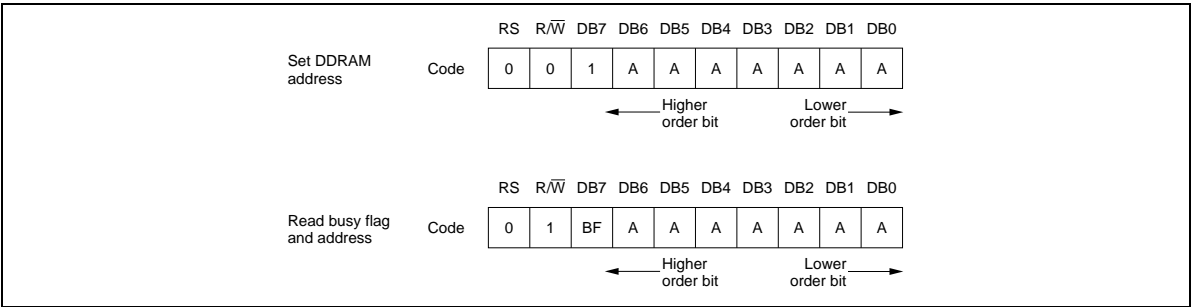 RS R/W̅ DB7 DB6 DB5 DB4 DB3 DB2 DB1 DB0
Set DDRAM
address
Code 0 0 1 A A A A A A A
Higher
order bit
Lower
order bit
RS R/W̅ DB7 DB6 DB5 DB4 DB3 DB2 DB1 DB0
Read busy flag
and address
Code 0 1 BF A A A A A A A
Higher
order bit
Lower
order bit